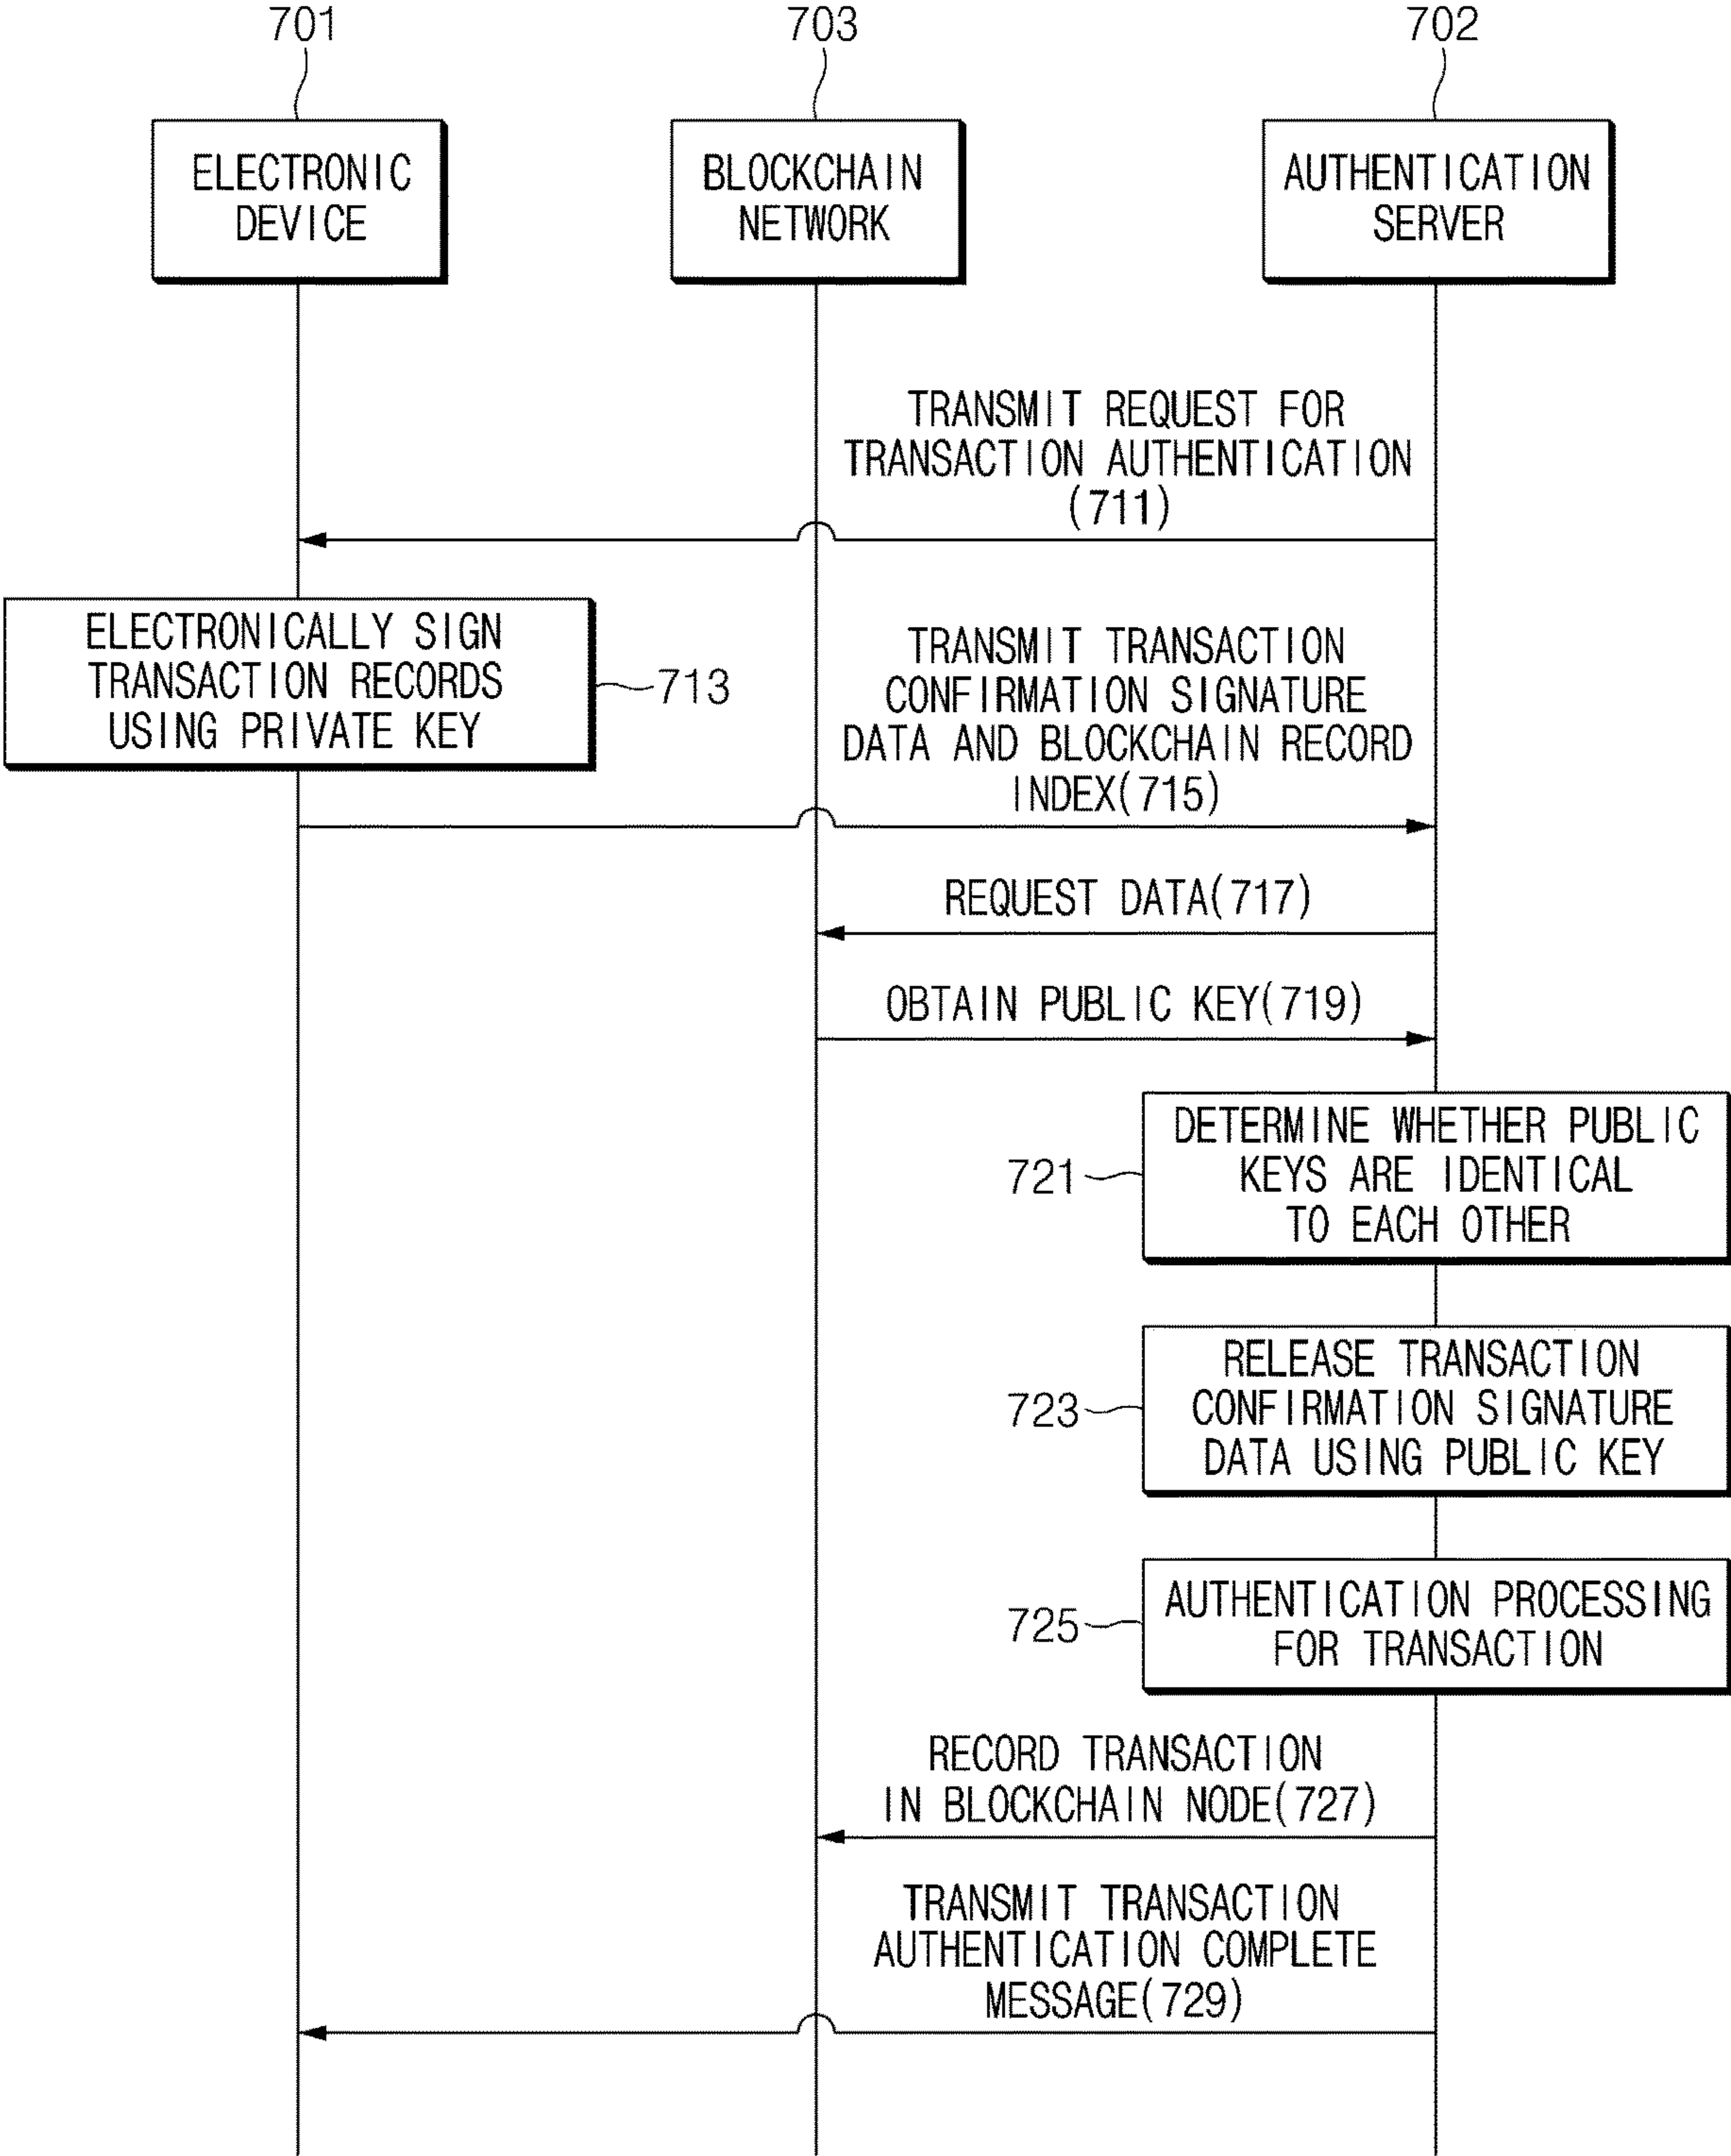 701
703
702
ELECTRONIC
DEVICE
BLOCKCHAIN
NETWORK
AUTHENTICATION
SERVER
TRANSMIT REQUEST FOR
TRANSACTION AUTHENTICATION
(711)
ELECTRONICALLY SIGN
TRANSACTION RECORDS
USING PRIVATE KEY
713
TRANSMIT TRANSACTION
CONFIRMATION SIGNATURE
DATA AND BLOCKCHAIN RECORD
INDEX(715)
REQUEST DATA(717)
OBTAIN PUBLIC KEY(719)
721
DETERMINE WHETHER PUBLIC
KEYS ARE IDENTICAL
TO EACH OTHER
723
RELEASE TRANSACTION
CONFIRMATION SIGNATURE
DATA USING PUBLIC KEY
725
AUTHENTICATION PROCESSING
FOR TRANSACTION
RECORD TRANSACTION
IN BLOCKCHAIN NODE(727)
TRANSMIT TRANSACTION
AUTHENTICATION COMPLETE
MESSAGE(729)